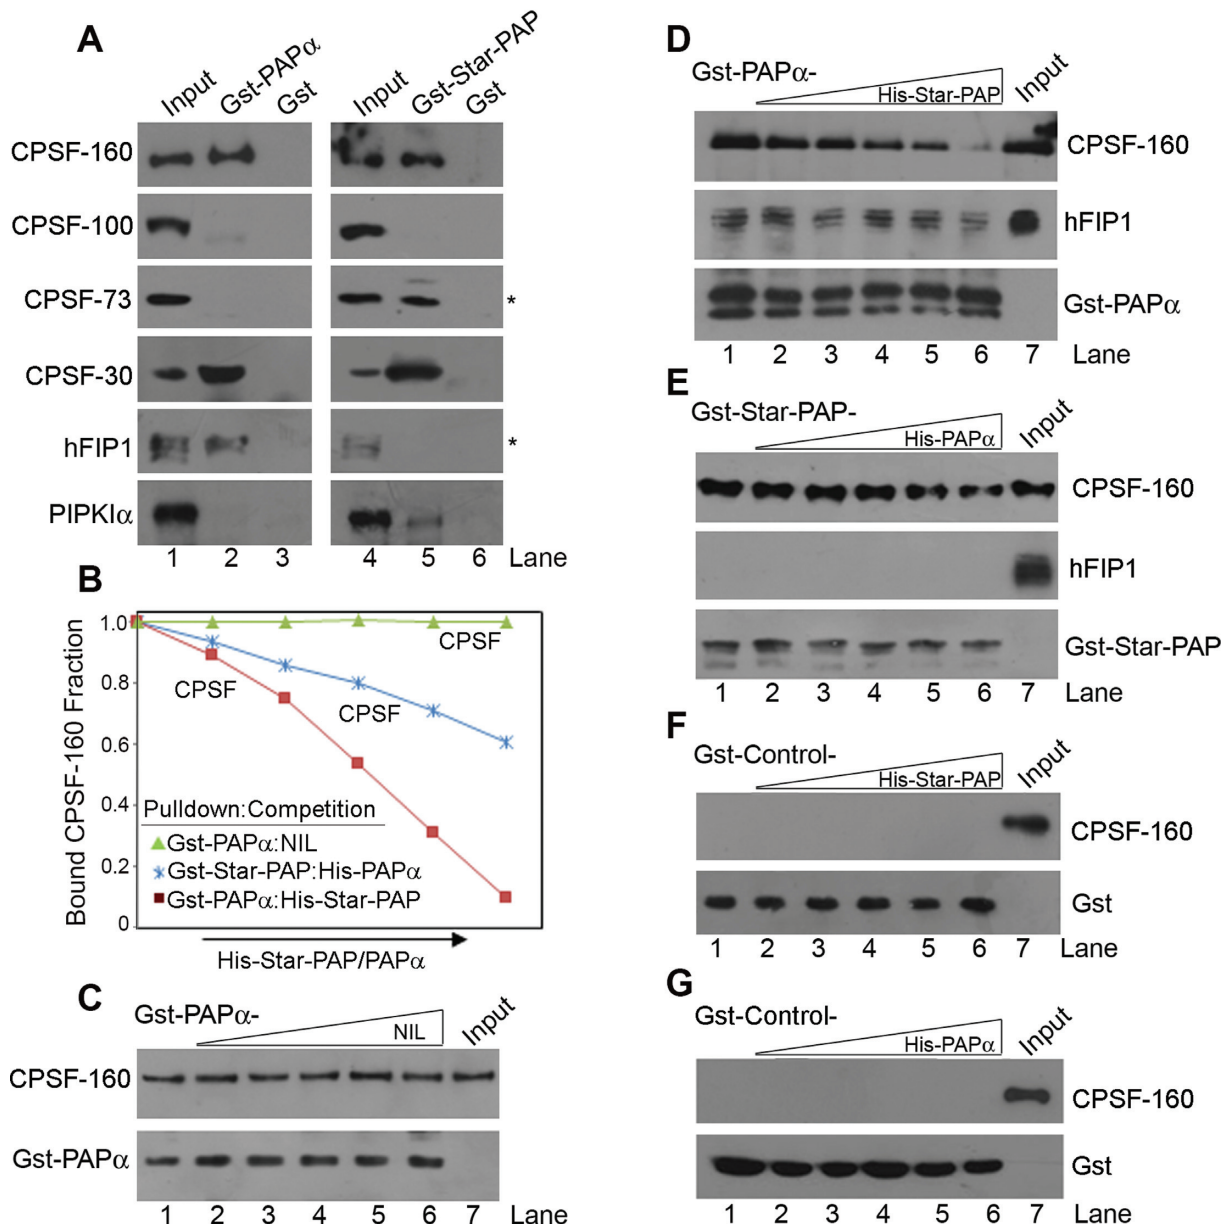 A
Input Gst-PAPα Gst Input Gst-Star-PAP Gst
CPSF-160
CPSF-100
CPSF-73 *
CPSF-30
hFIP1 *
PIPKIα
1 2 3 4 5 6 Lane
B
Bound CPSF-160 Fraction
1.0
0.8
0.6
0.4
0.2
0
CPSF
CPSF
CPSF
Pulldown:Competition
Gst-PAPα:NIL
Gst-Star-PAP:His-PAPα
Gst-PAPα:His-Star-PAP
His-Star-PAP/PAPα
C
Gst-PAPα-
NIL
Input
CPSF-160
Gst-PAPα
1 2 3 4 5 6 7 Lane
D
Gst-PAPα-
His-Star-PAP
Input
CPSF-160
hFIP1
Gst-PAPα
1 2 3 4 5 6 7 Lane
E
Gst-Star-PAP-
His-PAPα
Input
CPSF-160
hFIP1
Gst-Star-PAP
1 2 3 4 5 6 7 Lane
F
Gst-Control-
His-Star-PAP
Input
CPSF-160
Gst
1 2 3 4 5 6 7 Lane
G
Gst-Control-
His-PAPα
Input
CPSF-160
Gst
1 2 3 4 5 6 7 Lane